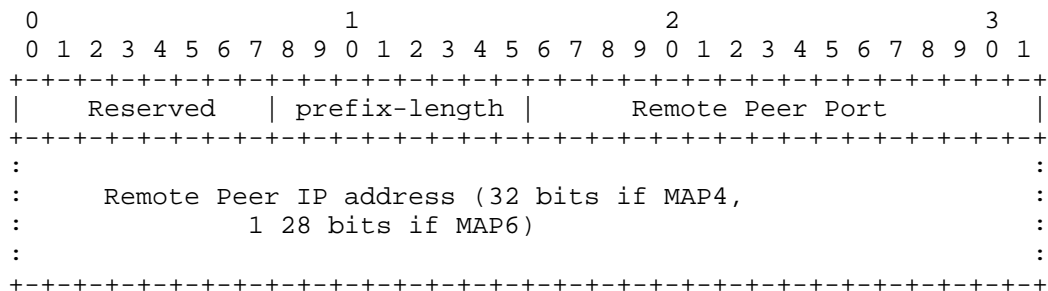 0                   1                   2                   3
 0 1 2 3 4 5 6 7 8 9 0 1 2 3 4 5 6 7 8 9 0 1 2 3 4 5 6 7 8 9 0 1
+-+-+-+-+-+-+-+-+-+-+-+-+-+-+-+-+-+-+-+-+-+-+-+-+-+-+-+-+-+-+-+-+
|    Reserved   | prefix-length |      Remote Peer Port         |
+-+-+-+-+-+-+-+-+-+-+-+-+-+-+-+-+-+-+-+-+-+-+-+-+-+-+-+-+-+-+-+-+
:                                                               :
:     Remote Peer IP address (32 bits if MAP4,                  :
:              1 28 bits if MAP6)                               :
:                                                               :
+-+-+-+-+-+-+-+-+-+-+-+-+-+-+-+-+-+-+-+-+-+-+-+-+-+-+-+-+-+-+-+-+